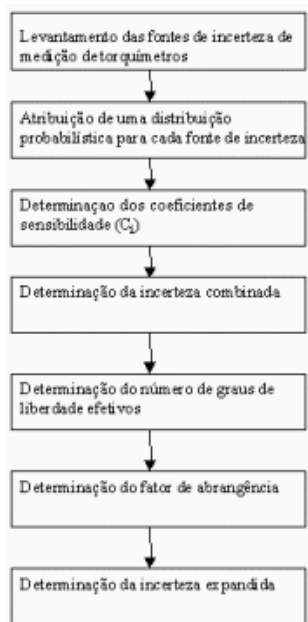 Levantamento das fontes de incerteza de
medição detorquímetros
Atribuição de uma distribuição
probabilística para cada fonte de incerteza
Determinaçao dos coeficientes de
sensibilidade (Cᵢ)
Determinação da incerteza combinada
Determinação do número de graus de
liberdade efetivos
Determinação do fator de abrangência
Determinação da incerteza expandida